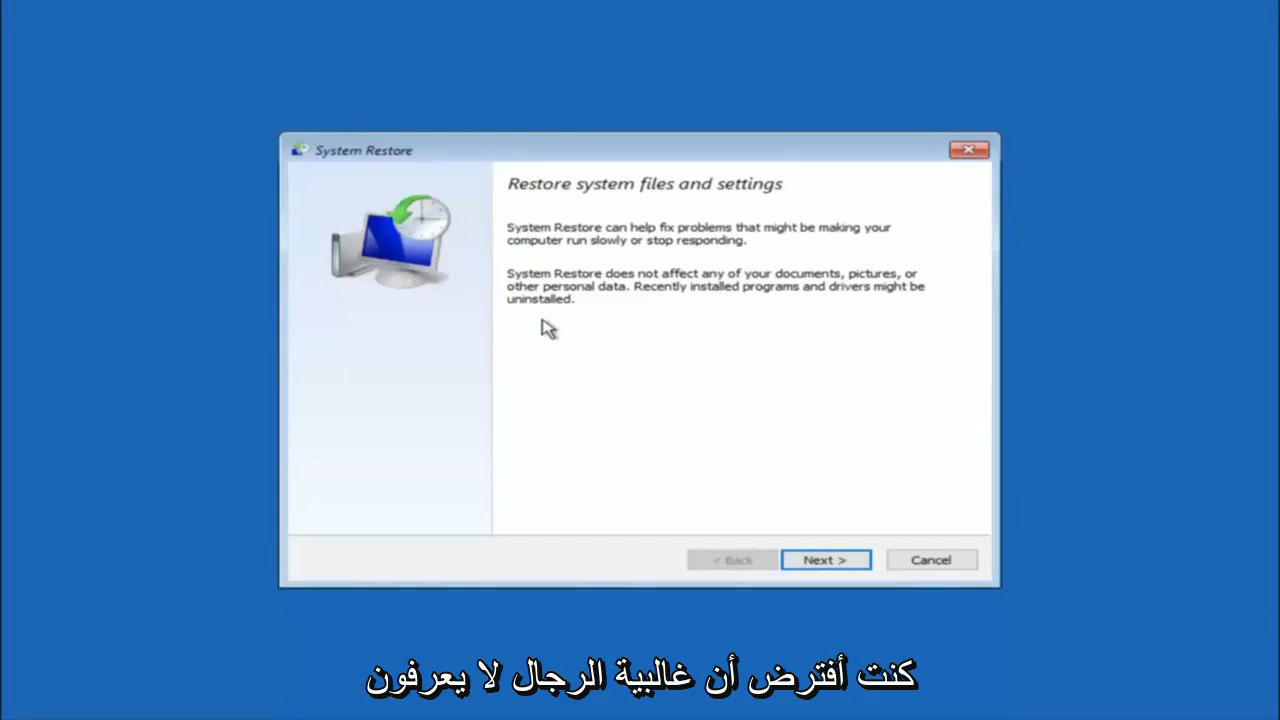 System Restore
Restore system files and settings
System Restore can help fix problems that might be making your
computer run slowly or stop responding.
System Restore does not affect any of your documents, pictures, or
other personal data. Recently installed programs and drivers might be
uninstalled.
< Back
Next >
Cancel
كنت أفترض أن غالبية الرجال لا يعرفون